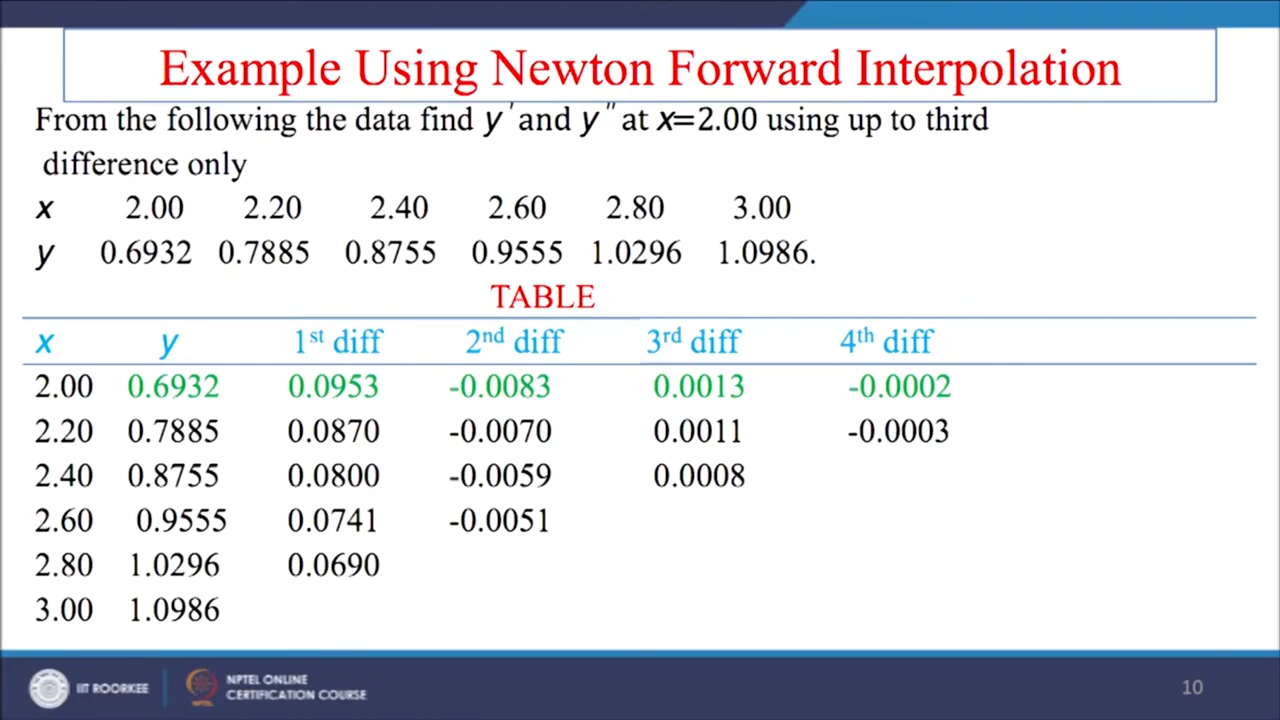 Example Using Newton Forward Interpolation
From the following the data find y′ and y″ at x=2.00 using up to third
difference only
x 2.00 2.20 2.40 2.60 2.80 3.00
y 0.6932 0.7885 0.8755 0.9555 1.0296 1.0986.
TABLE
x y 1st diff 2nd diff 3rd diff 4th diff
2.00 0.6932 0.0953 -0.0083 0.0013 -0.0002
2.20 0.7885 0.0870 -0.0070 0.0011 -0.0003
2.40 0.8755 0.0800 -0.0059 0.0008
2.60 0.9555 0.0741 -0.0051
2.80 1.0296 0.0690
3.00 1.0986
IIT ROORKEE
NPTEL ONLINE
CERTIFICATION COURSE
10